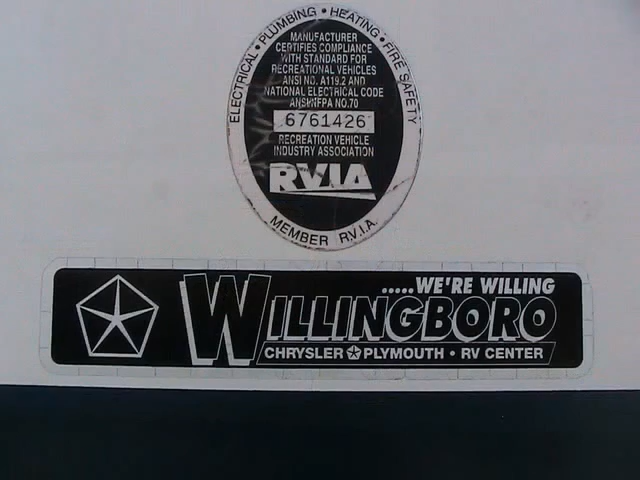 ELECTRICAL • PLUMBING • HEATING • FIRE SAFETY
MANUFACTURER
CERTIFIES COMPLIANCE
WITH STANDARD FOR
RECREATIONAL VEHICLES
ANSI NO. A119.2 AND
NATIONAL ELECTRICAL CODE
ANSI/NFPA NO.70
6761426
RECREATION VEHICLE
INDUSTRY ASSOCIATION
RVIA
MEMBER R.V.I.A.
.....WE'RE WILLING
WILLINGBORO
CHRYSLER PLYMOUTH • RV CENTER